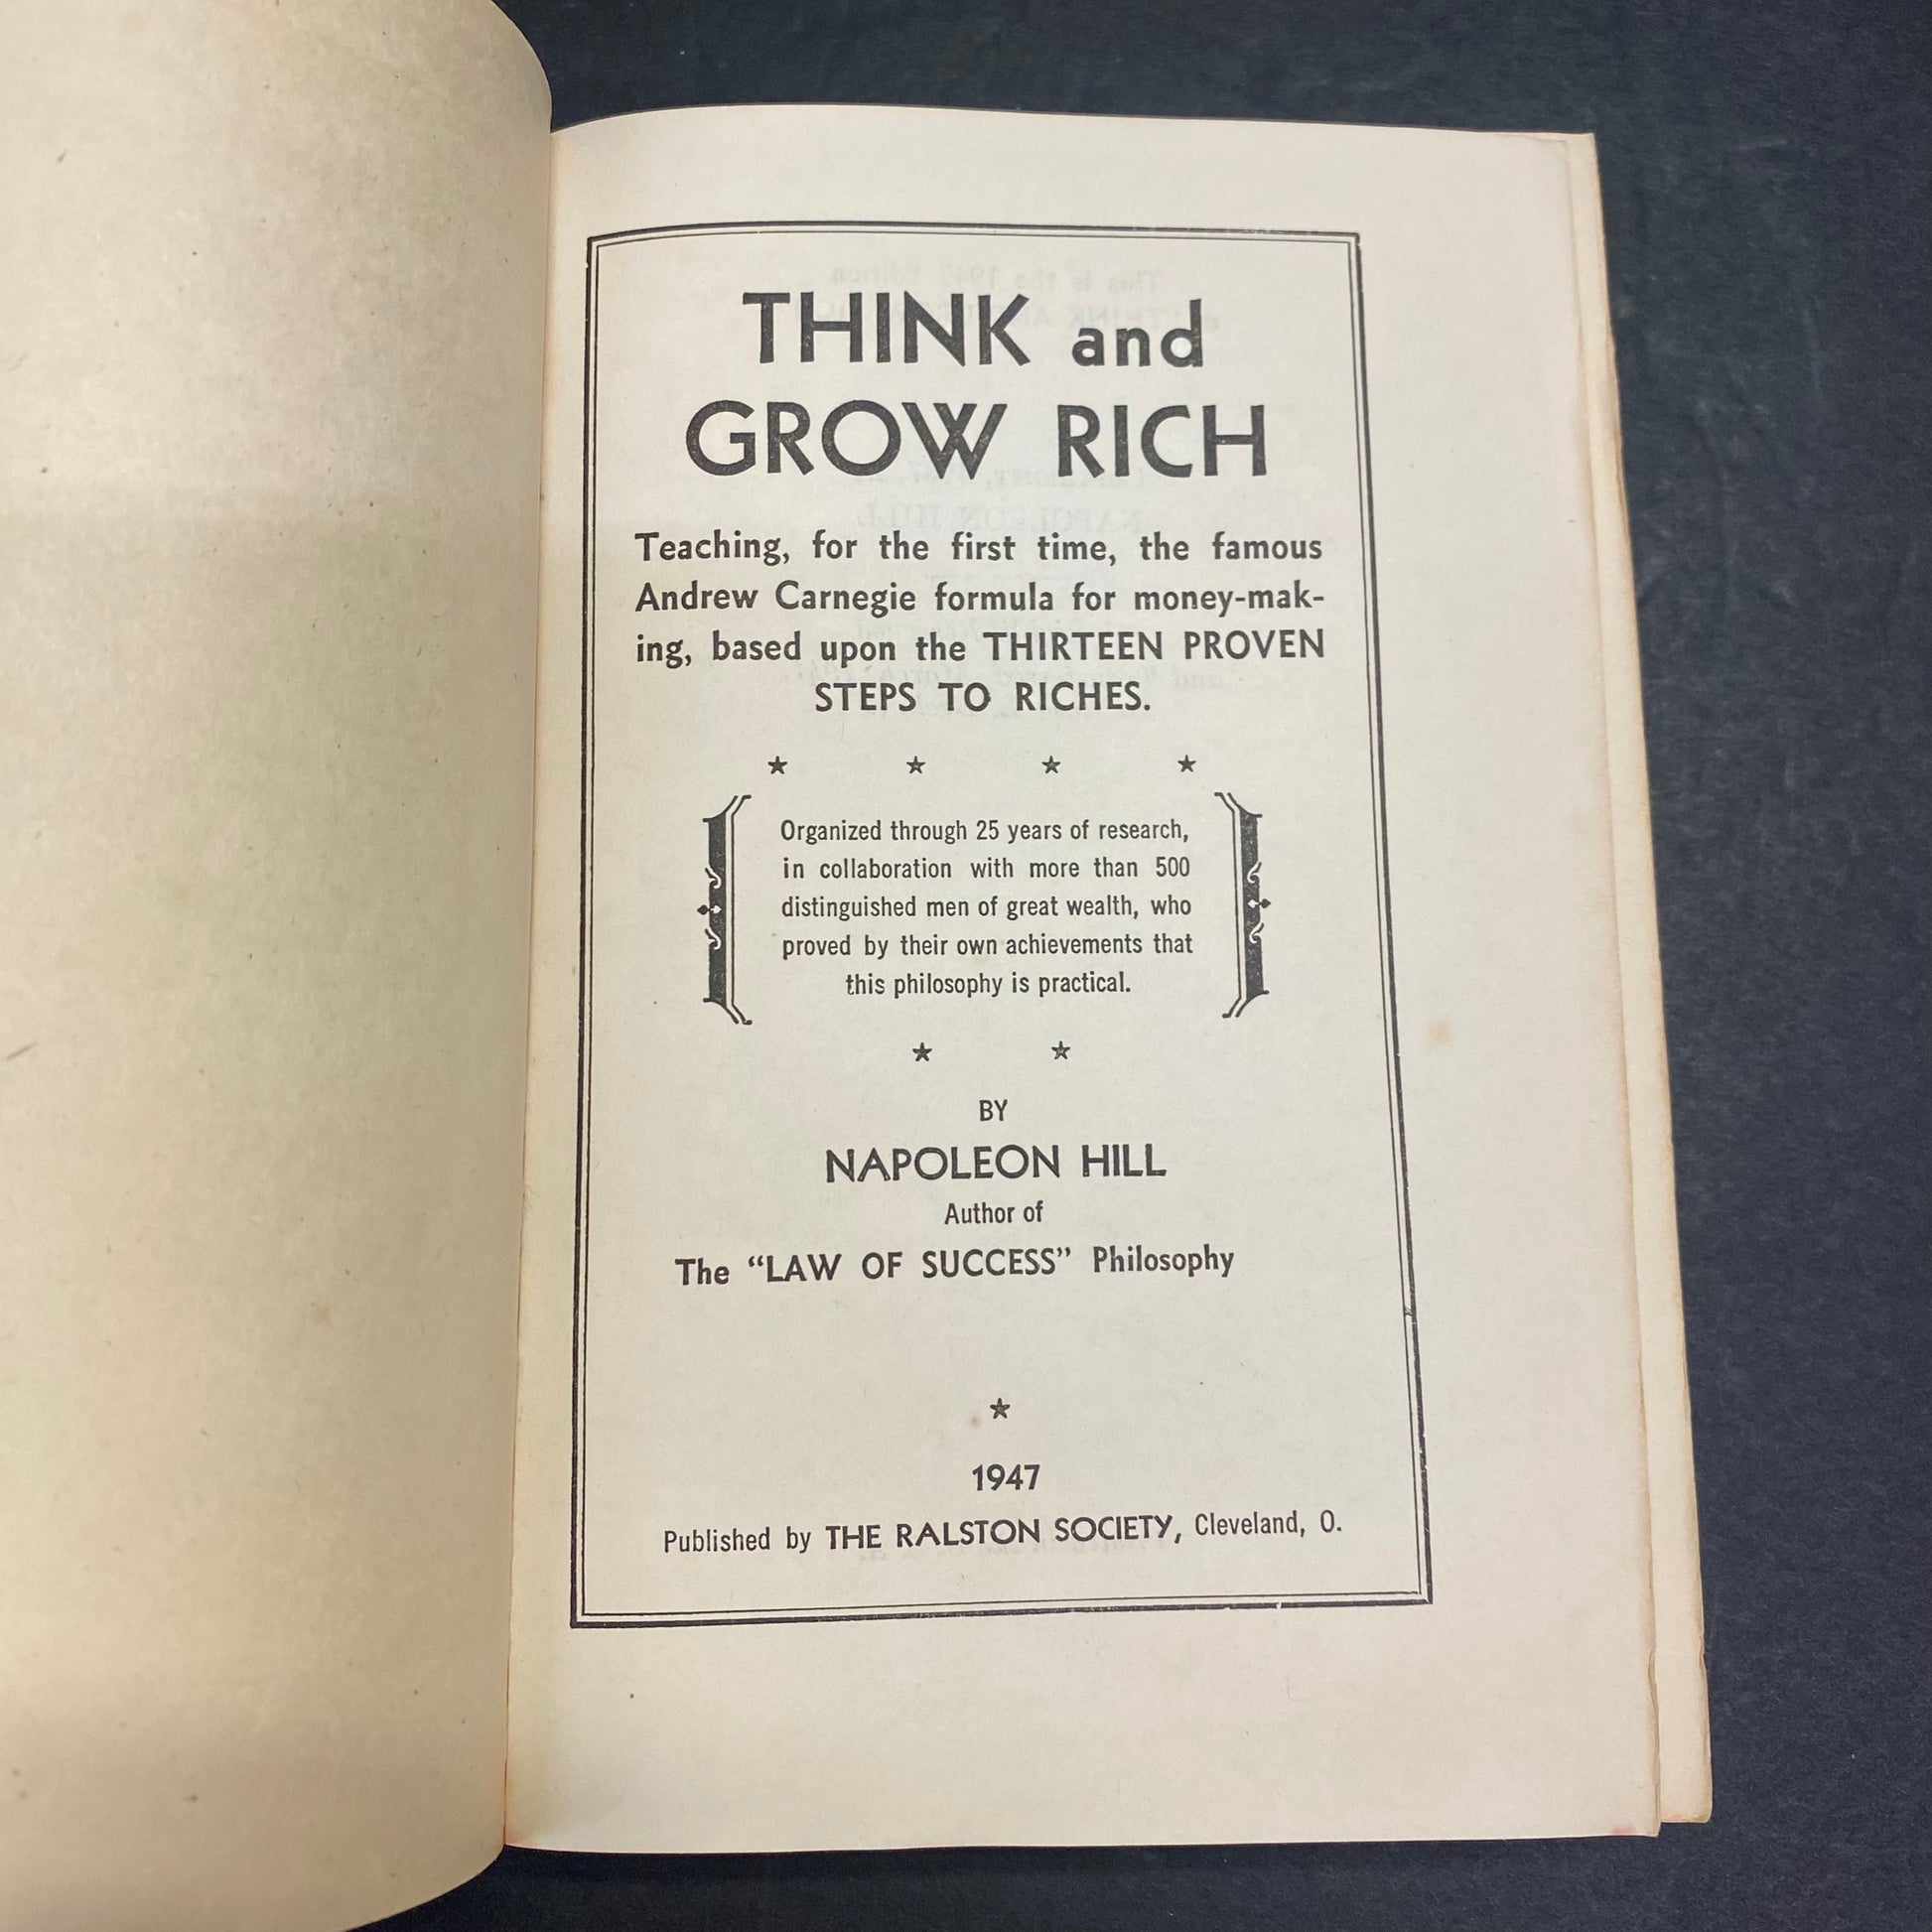 THINK and
GROW RICH
Teaching, for the first time, the famous
Andrew Carnegie formula for money-mak-
ing, based upon the THIRTEEN PROVEN
STEPS TO RICHES.
Organized through 25 years of research,
in collaboration with more than 500
distinguished men of great wealth, who
proved by their own achievements that
this philosophy is practical.
BY
NAPOLEON HILL
Author of
The “LAW OF SUCCESS” Philosophy
1947
Published by THE RALSTON SOCIETY, Cleveland, O.